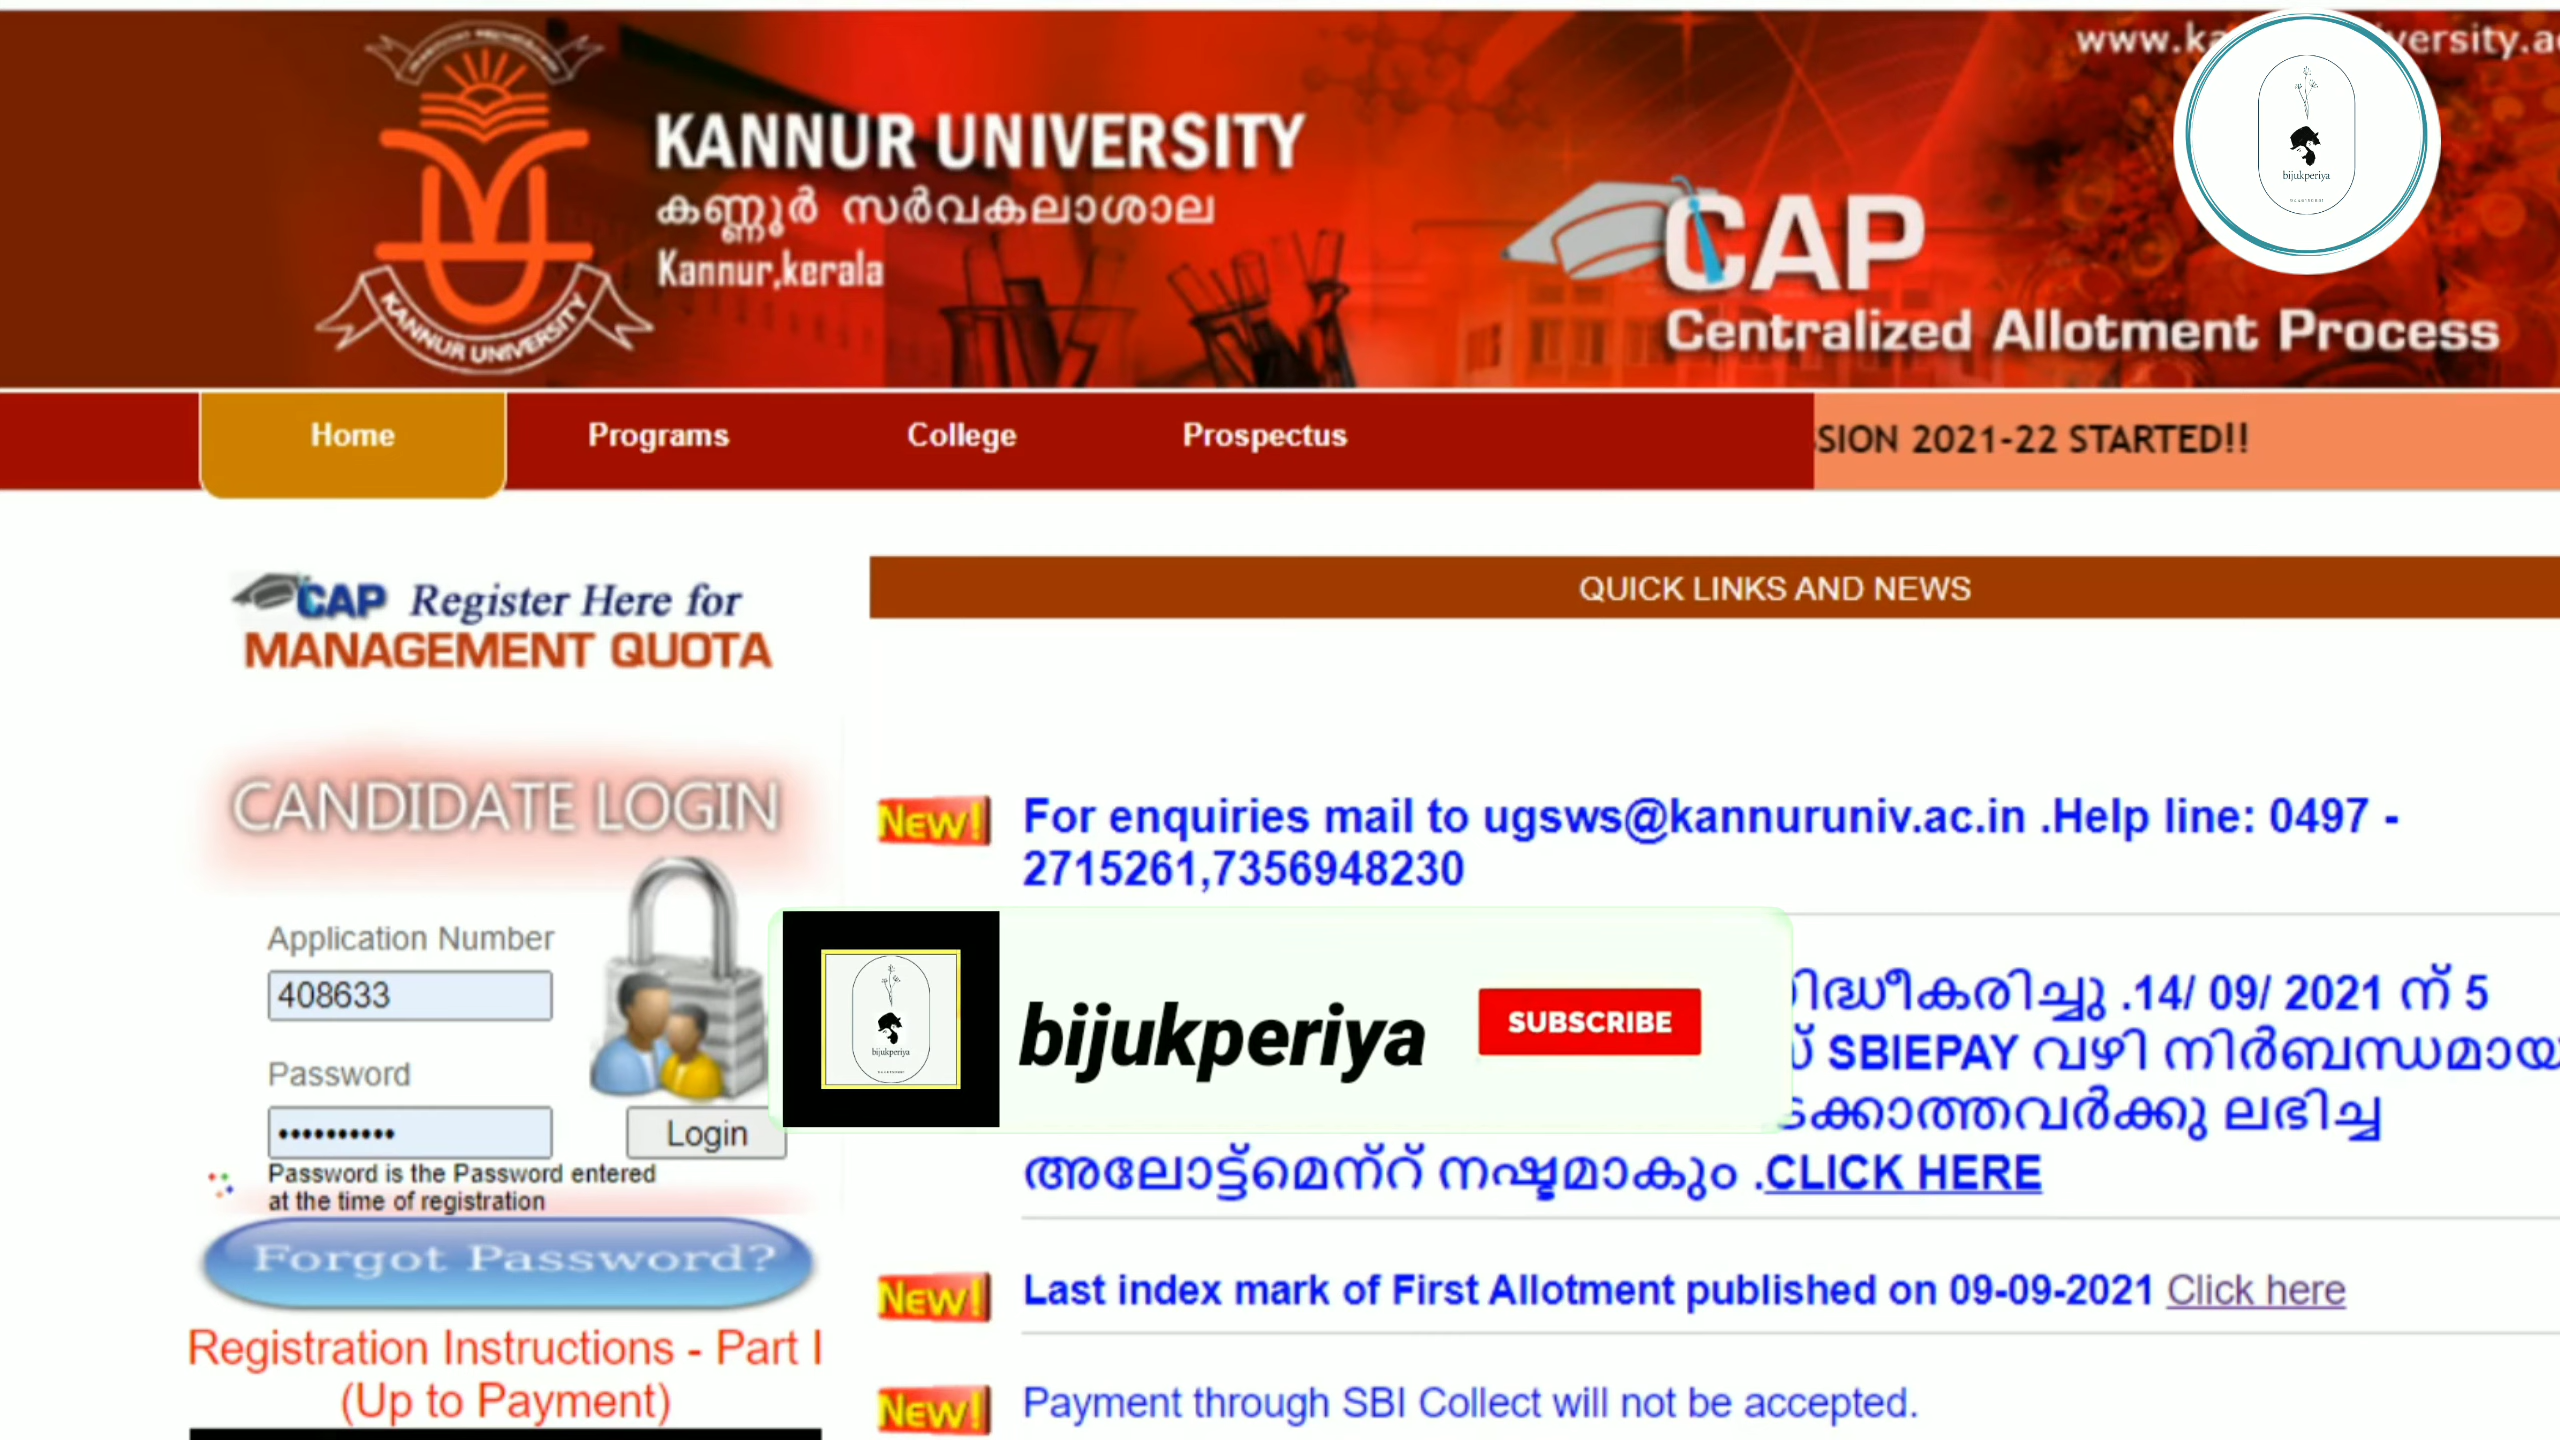 www.ka
versity.a
KANNUR UNIVERSITY
KANNUR UNIVERSITY
കണ്ണൂർ സർവകലാശാല
Kannur,kerala
CAP
Centralized Allotment Process
bijukperiya
Home
Programs
College
Prospectus
SION 2021-22 STARTED!!
CAP Register Here for
MANAGEMENT QUOTA
QUICK LINKS AND NEWS
CANDIDATE LOGIN
Application Number
408633
Password
Login
Password is the Password entered
at the time of registration
Forgot Password?
Registration Instructions - Part I
(Up to Payment)
NEW!
For enquiries mail to ugsws@kannuruniv.ac.in .Help line: 0497 -
2715261,7356948230
bijukperiya
bijukperiya
SUBSCRIBE
.14/ 09/ 2021 ന് 5
SBIEPAY വഴി നിർബന്ധമായ
ലഭിച്ച
അലോട്ട്മെന്റ് നഷ്ടമാകും .CLICK HERE
NEW!
Last index mark of First Allotment published on 09-09-2021 Click here
NEW!
Payment through SBI Collect will not be accepted.